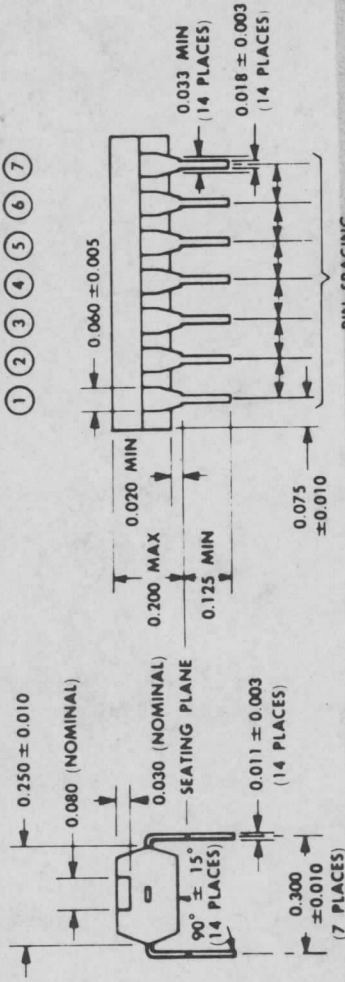 ① ② ③ ④ ⑤ ⑥ ⑦
0.250 ± 0.010
0.080 (NOMINAL)
0.030 (NOMINAL)
SEATING PLANE
90° ± 15°
(14 PLACES)
0.011 ± 0.003
(14 PLACES)
0.300
±0.010
(7 PLACES)
0.060 ±0.005
0.020 MIN
0.200 MAX
0.125 MIN
0.075
±0.010
0.033 MIN
(14 PLACES)
0.018 ± 0.003
(14 PLACES)
PIN SPACING